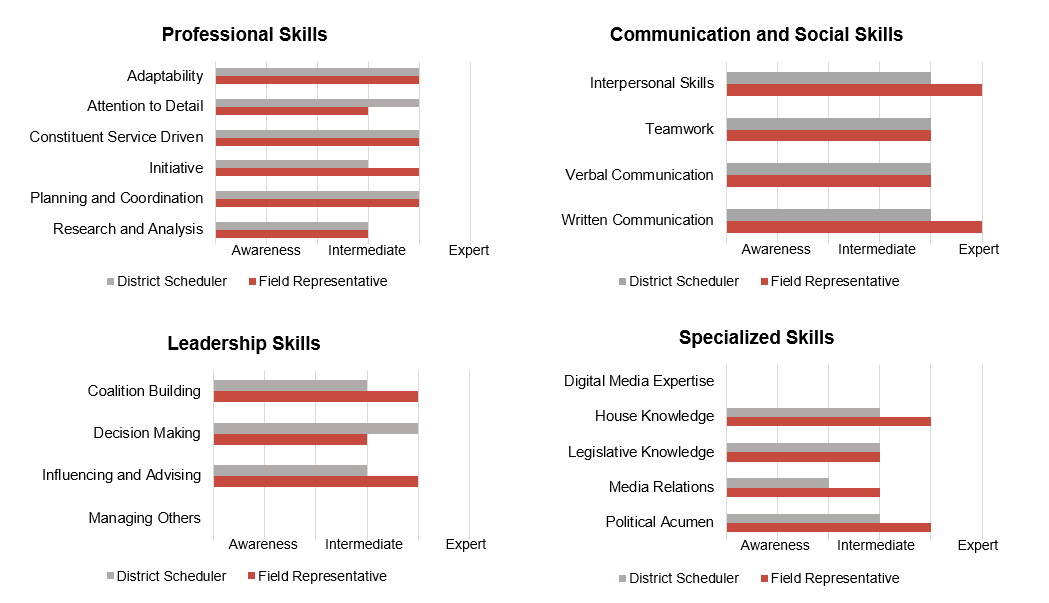 Professional Skills
Adaptability
Attention to Detail
Constituent Service Driven
Initiative
Planning and Coordination
Research and Analysis
Awareness Intermediate Expert
District Scheduler Field Representative
Communication and Social Skills
Interpersonal Skills
Teamwork
Verbal Communication
Written Communication
Awareness Intermediate Expert
District Scheduler Field Representative
Leadership Skills
Coalition Building
Decision Making
Influencing and Advising
Managing Others
Awareness Intermediate Expert
District Scheduler Field Representative
Specialized Skills
Digital Media Expertise
House Knowledge
Legislative Knowledge
Media Relations
Political Acumen
Awareness Intermediate Expert
District Scheduler Field Representative